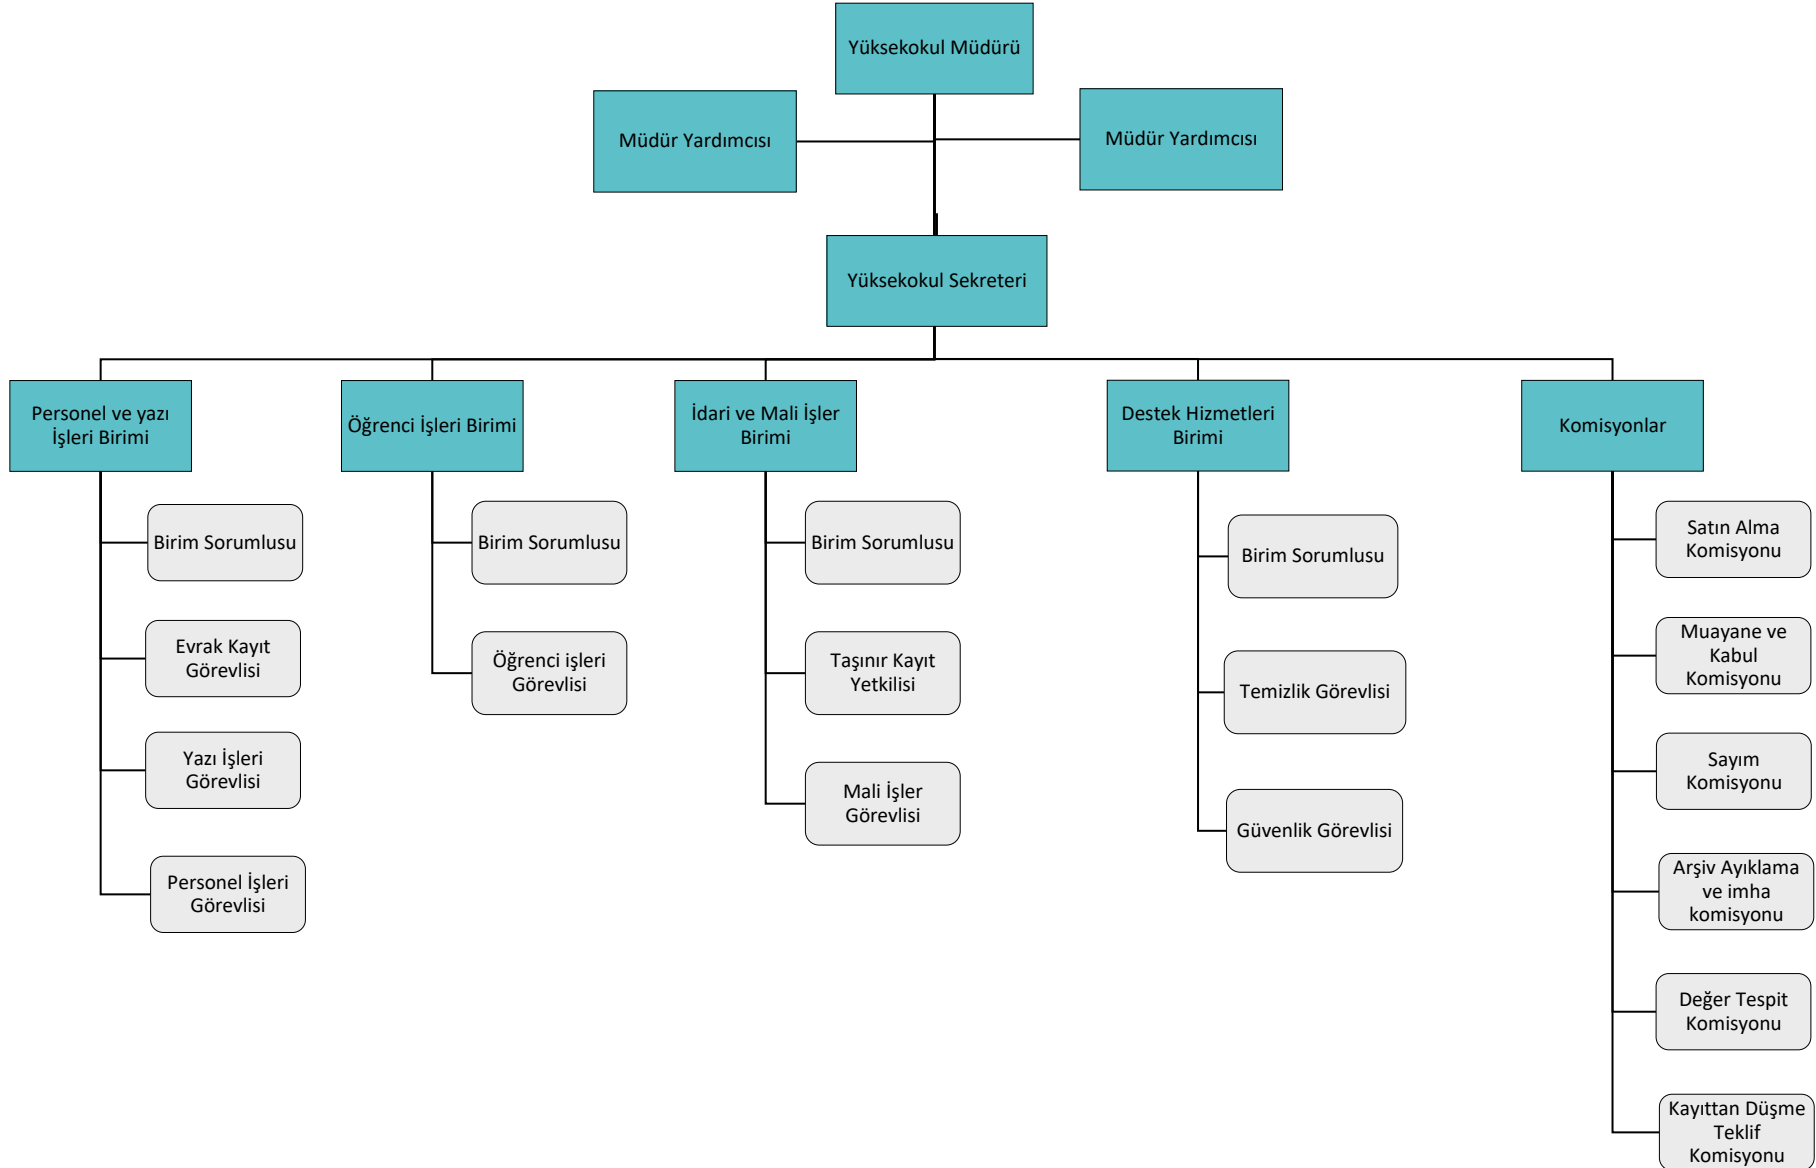 Yüksekokul Müdürü
Müdür Yardımcısı
Müdür Yardımcısı
Yüksekokul Sekreteri
Personel ve yazı
İşleri Birimi
Öğrenci İşleri Birimi
İdari ve Mali İşler
Birimi
Destek Hizmetleri
Birimi
Komisyonlar
Birim Sorumlusu
Evrak Kayıt
Görevlisi
Yazı İşleri
Görevlisi
Personel İşleri
Görevlisi
Birim Sorumlusu
Öğrenci işleri
Görevlisi
Birim Sorumlusu
Taşınır Kayıt
Yetkilisi
Mali İşler
Görevlisi
Birim Sorumlusu
Temizlik Görevlisi
Güvenlik Görevlisi
Satın Alma
Komisyonu
Muayane ve
Kabul
Komisyonu
Sayım
Komisyonu
Arşiv Ayıklama
ve imha
komisyonu
Değer Tespit
Komisyonu
Kayıttan Düşme
Teklif
Komisyonu